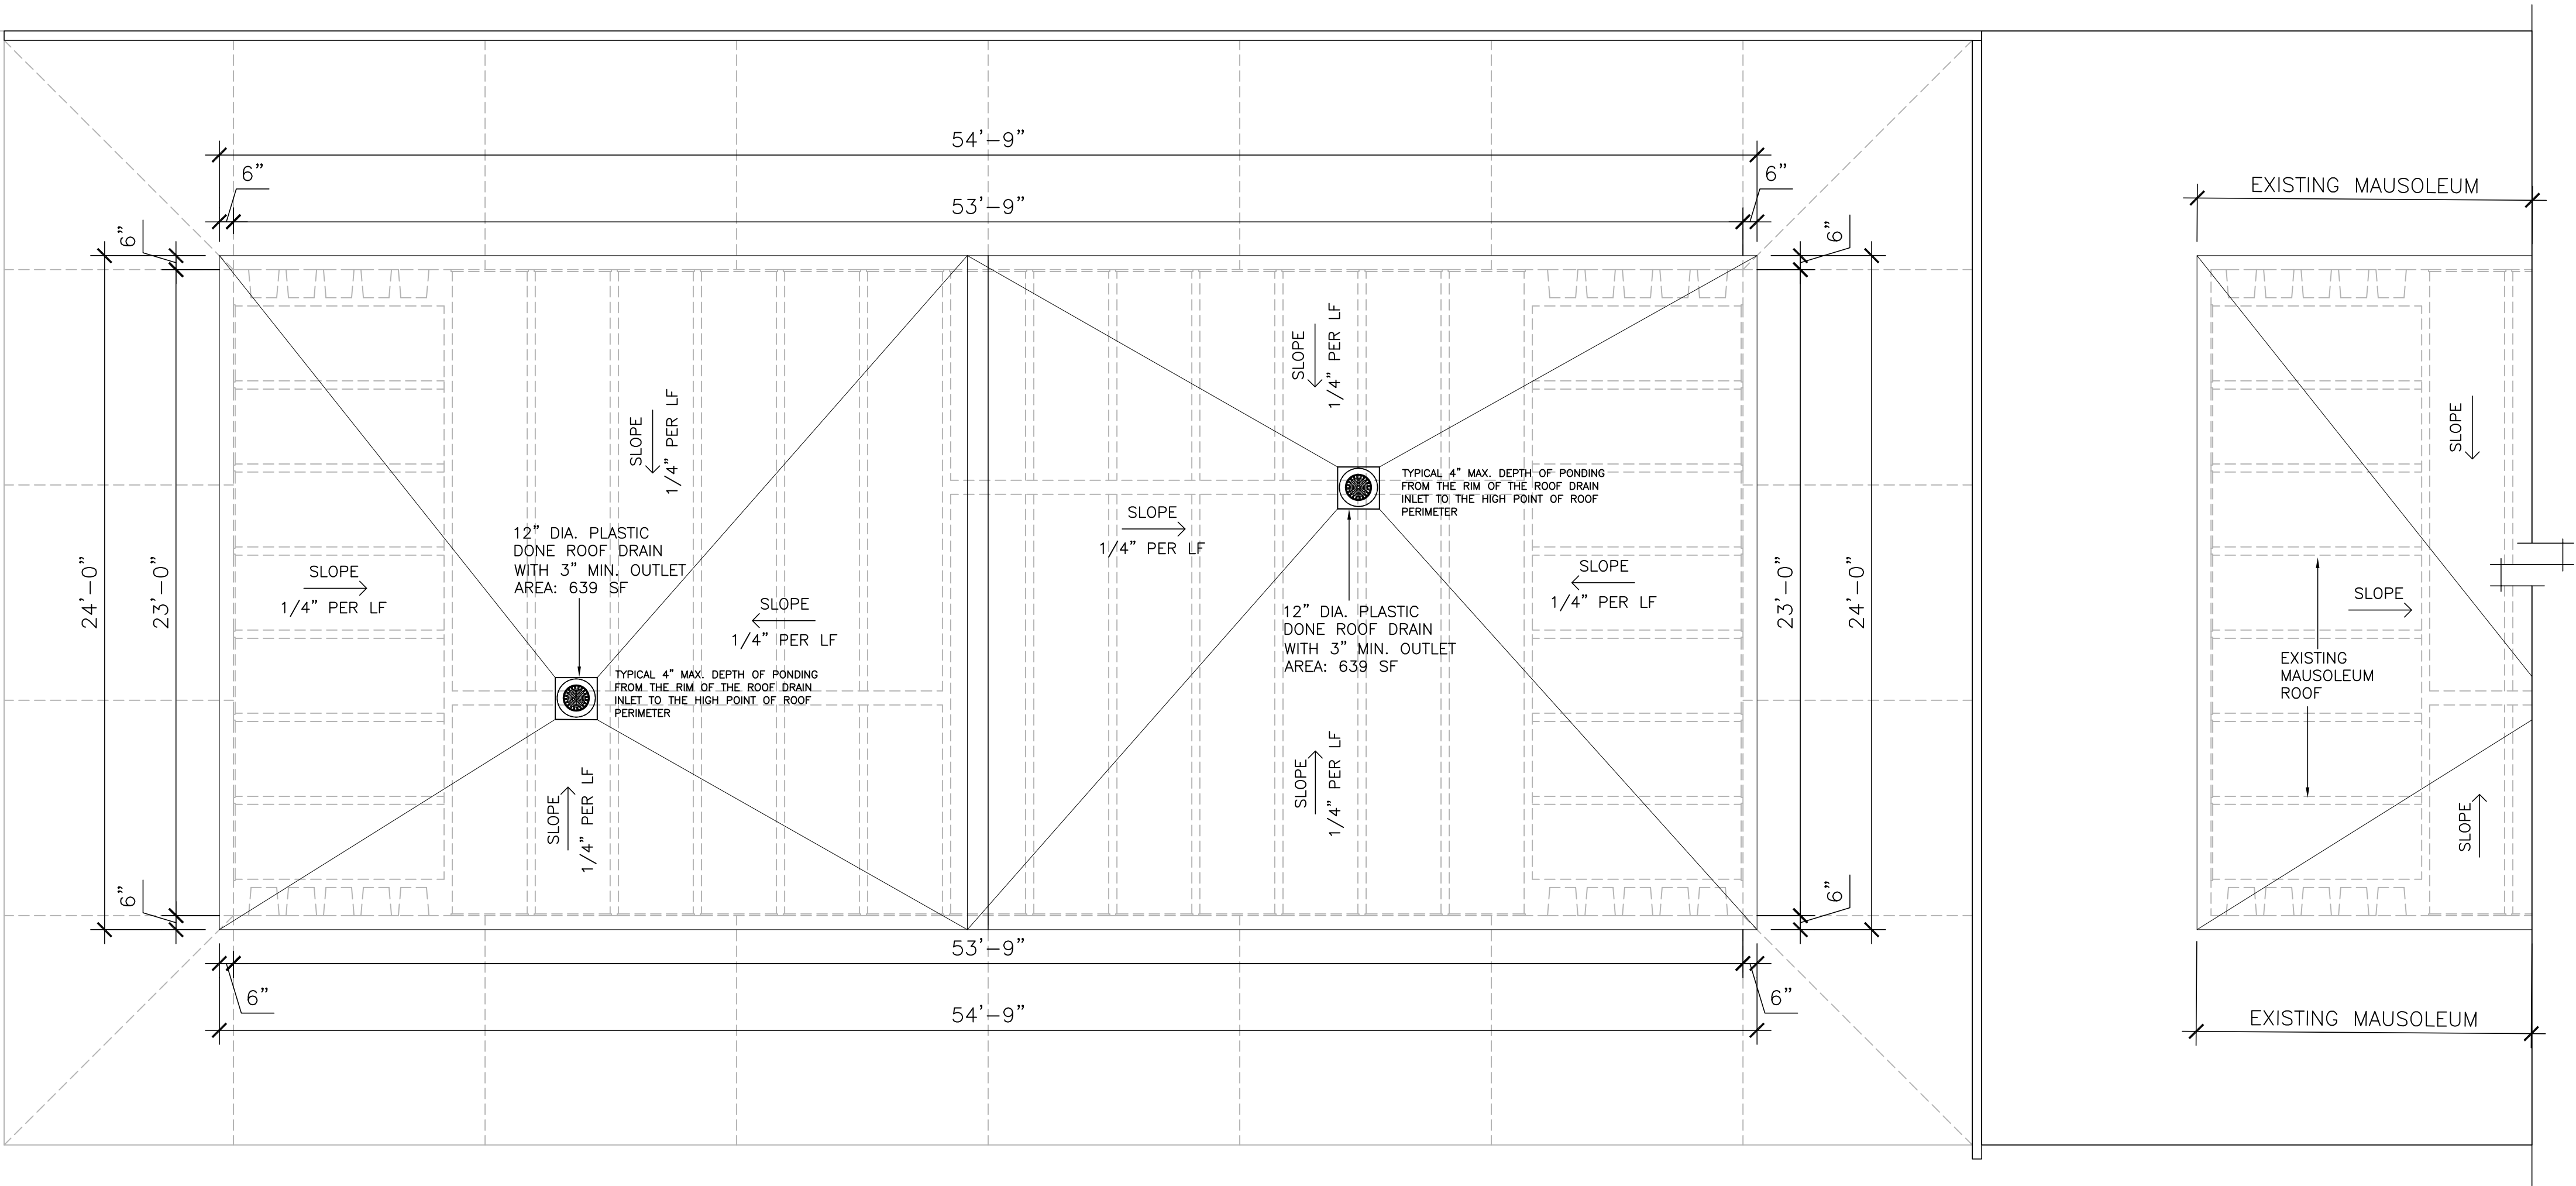 54'-9"
6"
6"
53'-9"
EXISTING MAUSOLEUM
6"
6"
24'-0"
23'-0"
SLOPE
1/4" PER LF
SLOPE
1/4" PER LF
SLOPE
TYPICAL 4" MAX. DEPTH OF PONDING
FROM THE RIM OF THE ROOF DRAIN
INLET TO THE HIGH POINT OF ROOF
PERIMETER
SLOPE
1/4" PER LF
12" DIA. PLASTIC
DONE ROOF DRAIN
WITH 3" MIN. OUTLET
AREA: 639 SF
SLOPE
1/4" PER LF
SLOPE
1/4" PER LF
SLOPE
1/4" PER LF
12" DIA. PLASTIC
DONE ROOF DRAIN
WITH 3" MIN. OUTLET
AREA: 639 SF
23'-0"
24'-0"
SLOPE
EXISTING
MAUSOLEUM
ROOF
TYPICAL 4" MAX. DEPTH OF PONDING
FROM THE RIM OF THE ROOF DRAIN
INLET TO THE HIGH POINT OF ROOF
PERIMETER
SLOPE
1/4" PER LF
SLOPE
1/4" PER LF
SLOPE
6"
6"
53'-9"
6"
6"
54'-9"
EXISTING MAUSOLEUM